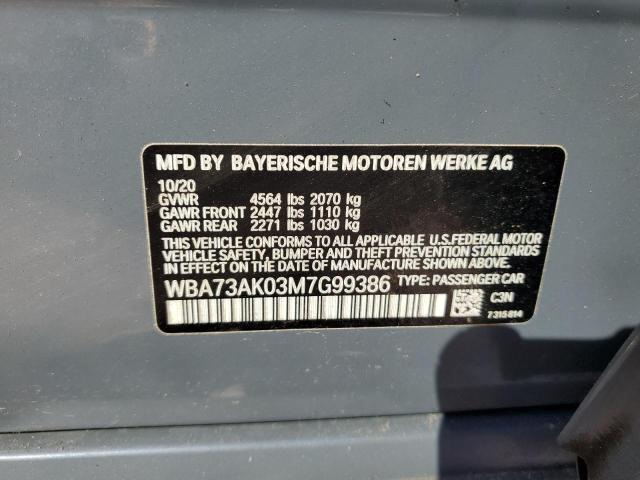 MFD BY BAYERISCHE MOTOREN WERKE AG
10/20
GVWR 4564 lbs 2070 kg
GAWR FRONT 2447 lbs 1110 kg
GAWR REAR 2271 lbs 1030 kg
THIS VEHICLE CONFORMS TO ALL APPLICABLE U.S.FEDERAL MOTOR
VEHICLE SAFETY, BUMPER, AND THEFT PREVENTION STANDARDS
IN EFFECT ON THE DATE OF MANUFACTURE SHOWN ABOVE.
WBA73AK03M7G99386 TYPE: PASSENGER CAR
C3N
7315814